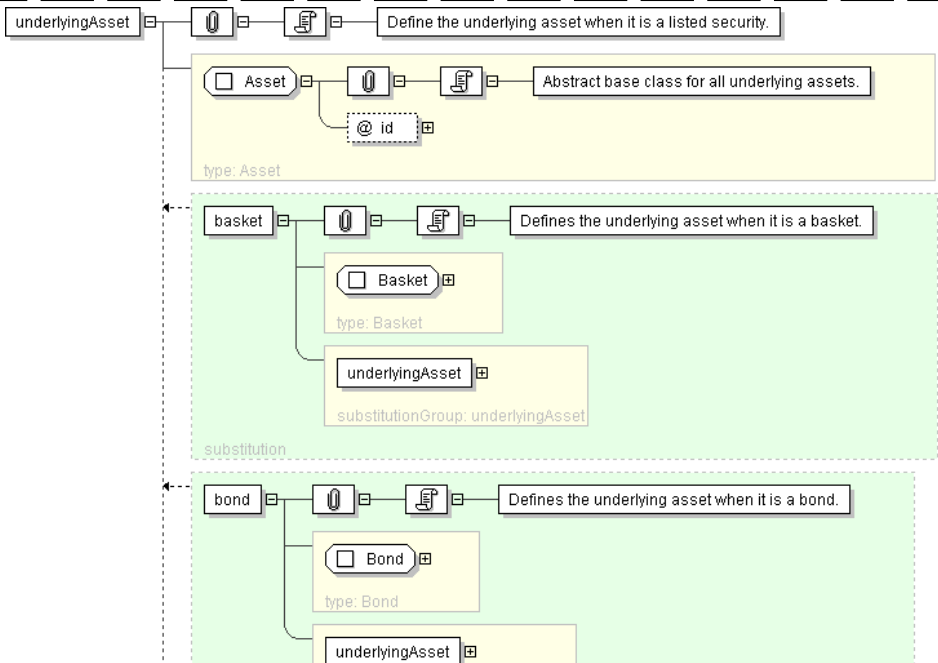 underlyingAsset
Define the underlying asset when it is a listed security.
Asset
Abstract base class for all underlying assets.
@ id
type: Asset
basket
Defines the underlying asset when it is a basket.
Basket
type: Basket
underlyingAsset
substitutionGroup: underlyingAsset
substitution
bond
Defines the underlying asset when it is a bond.
Bond
type: Bond
underlyingAsset